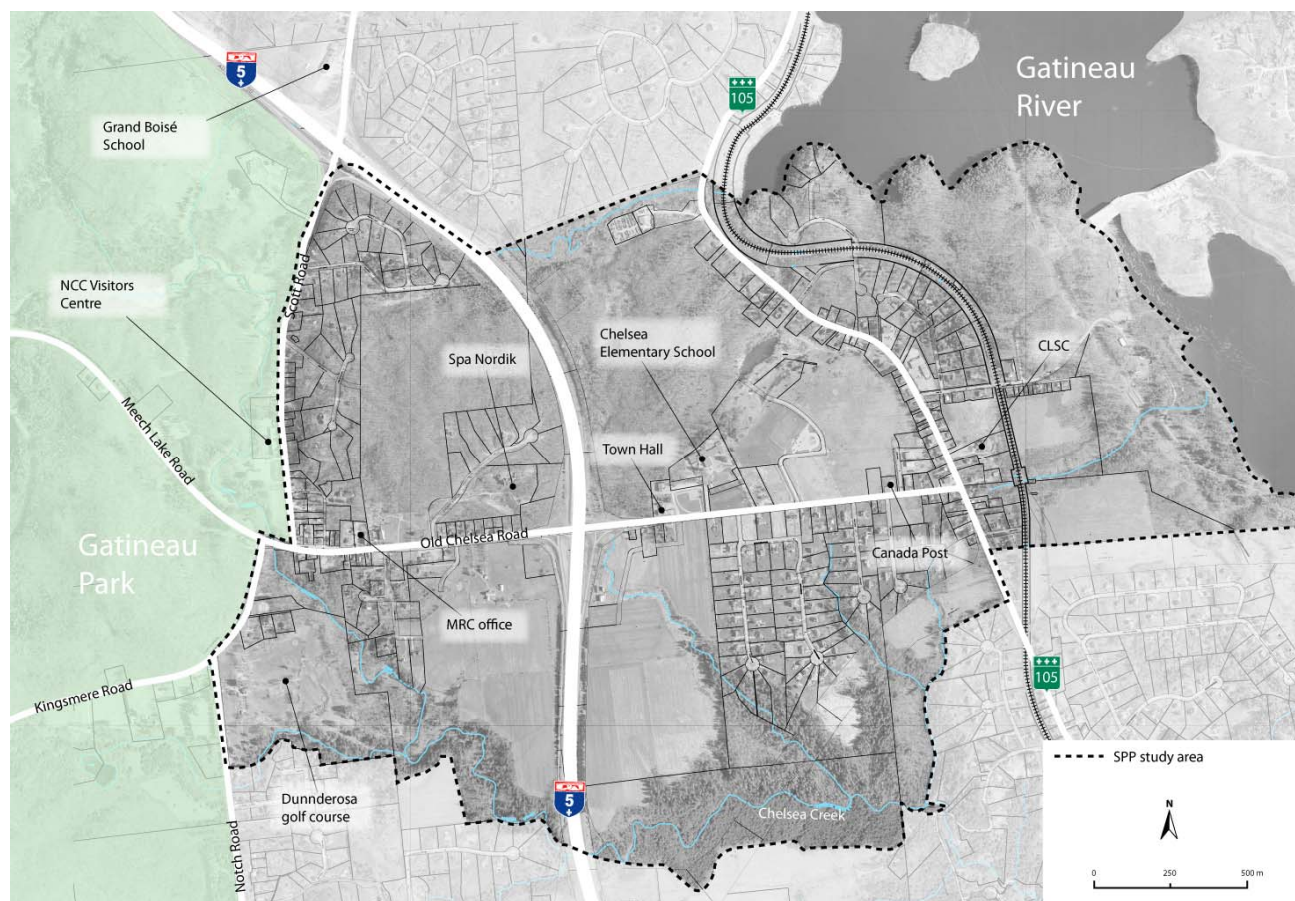 5
105
Gatineau
River
Grand Boisé
School
NCC Visitors
Centre
Scott Road
Meech Lake Road
Spa Nordik
Chelsea
Elementary School
CLSC
Town Hall
Old Chelsea Road
Gatineau
Park
Canada Post
MRC office
Kingsmere Road
105
SPP study area
Dunnderosa
golf course
5
Chelsea Creek
Notch Road
N
0
250
500 m